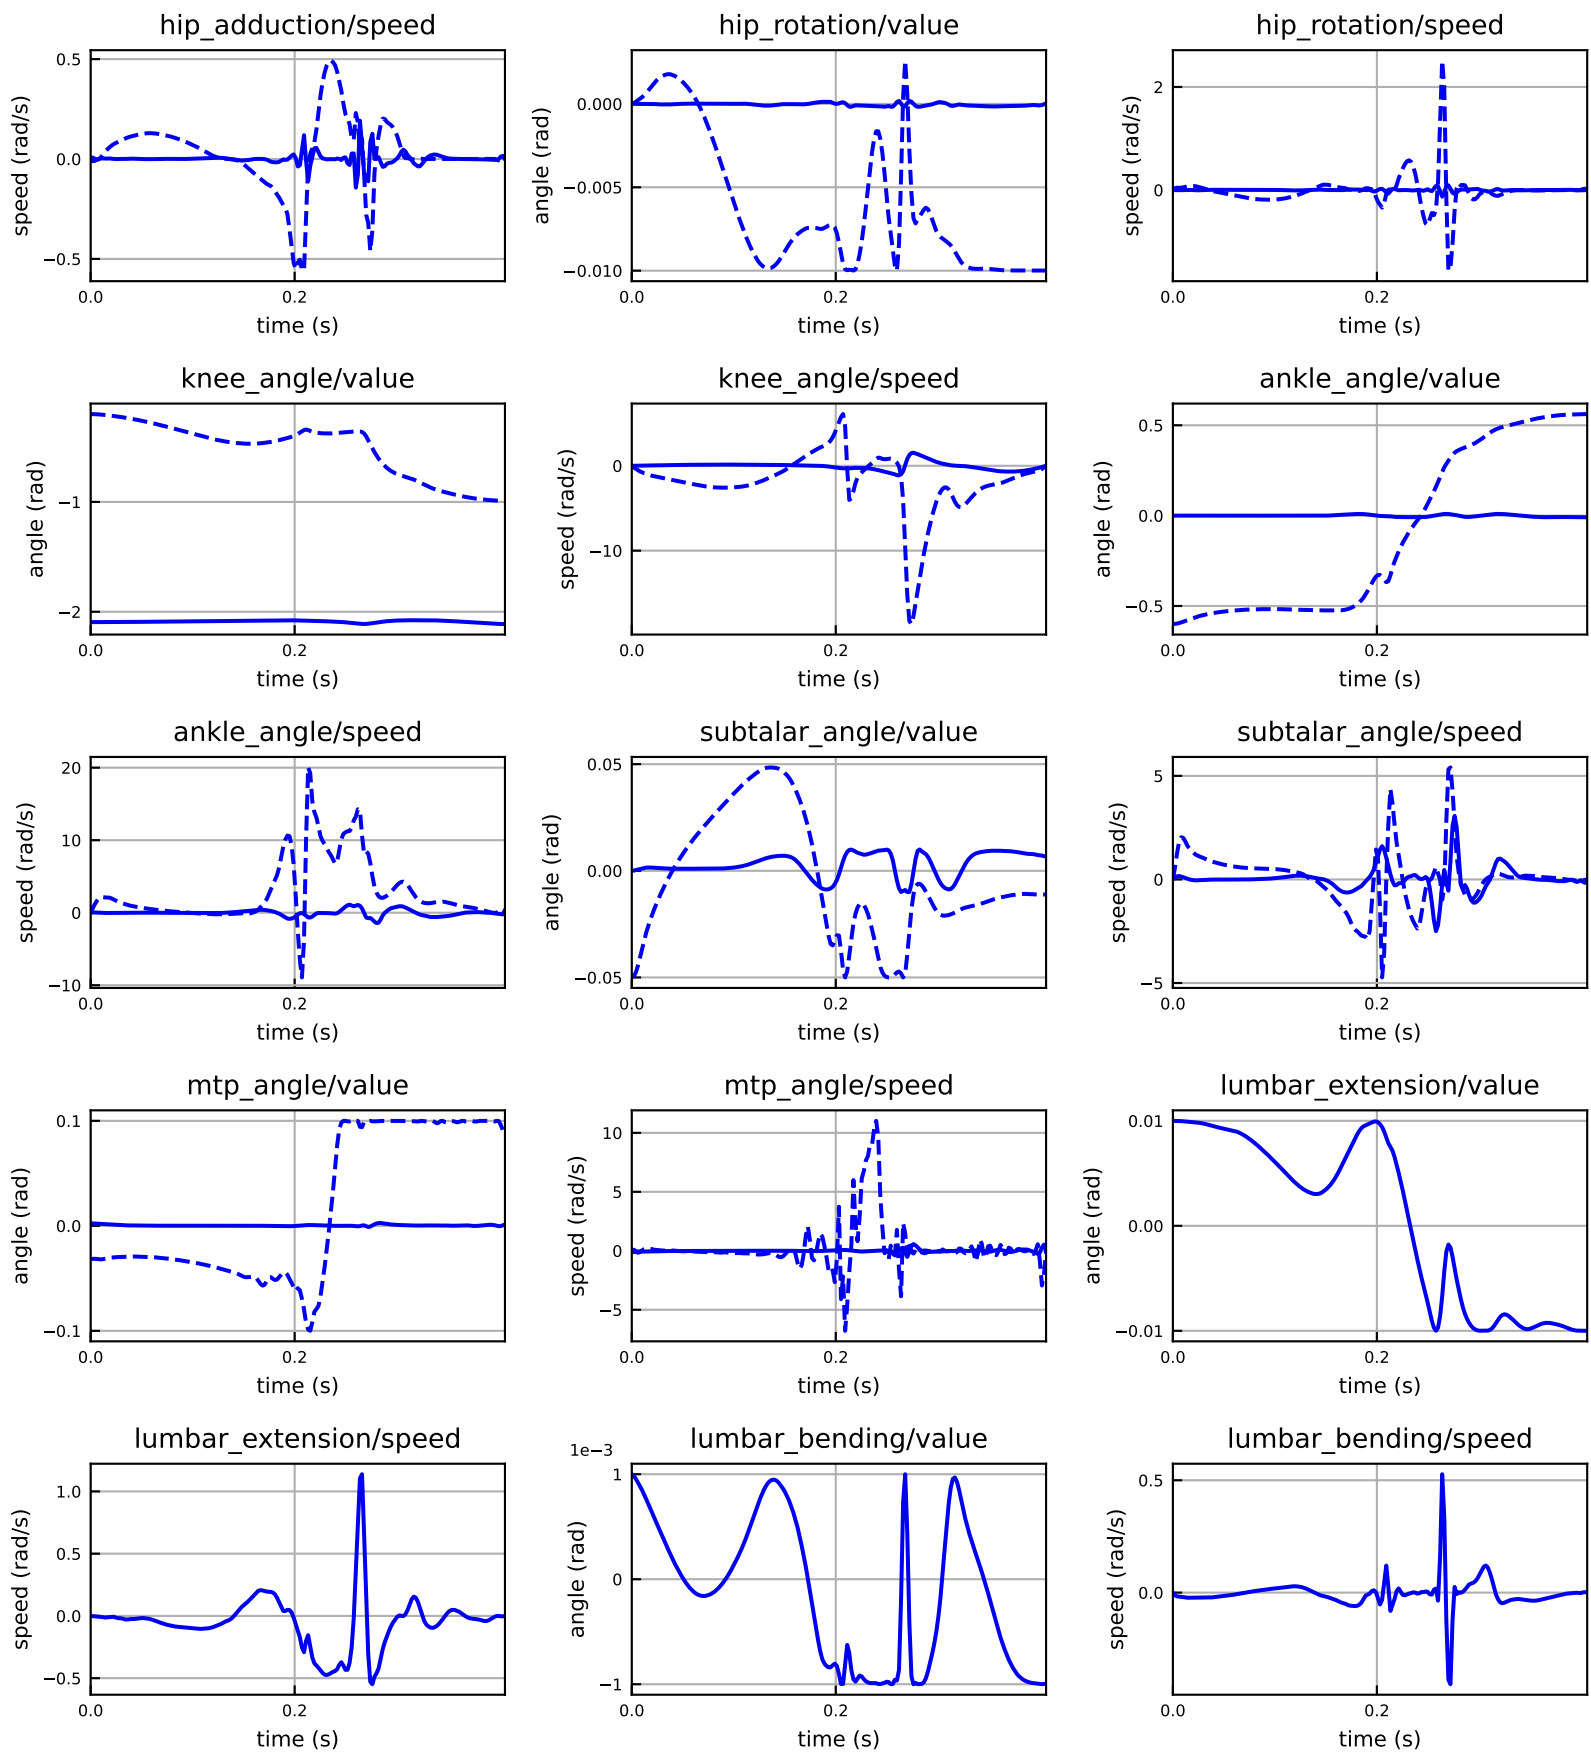 hip_adduction/speed
speed (rad/s)
0.5
0.0
−0.5
0.0
0.2
time (s)
hip_rotation/value
angle (rad)
0.000
−0.005
−0.010
0.0
0.2
time (s)
hip_rotation/speed
speed (rad/s)
2
0
0.0
0.2
time (s)
knee_angle/value
angle (rad)
−1
−2
0.0
0.2
time (s)
knee_angle/speed
speed (rad/s)
0
−10
0.0
0.2
time (s)
ankle_angle/value
angle (rad)
0.5
0.0
−0.5
0.0
0.2
time (s)
ankle_angle/speed
speed (rad/s)
20
10
0
−10
0.0
0.2
time (s)
subtalar_angle/value
angle (rad)
0.05
0.00
−0.05
0.0
0.2
time (s)
subtalar_angle/speed
speed (rad/s)
5
0
−5
0.0
0.2
time (s)
mtp_angle/value
angle (rad)
0.1
0.0
−0.1
0.0
0.2
time (s)
mtp_angle/speed
speed (rad/s)
10
5
0
−5
0.0
0.2
time (s)
lumbar_extension/value
angle (rad)
0.01
0.00
−0.01
0.0
0.2
time (s)
lumbar_extension/speed
speed (rad/s)
1.0
0.5
0.0
−0.5
0.0
0.2
time (s)
1e−3
lumbar_bending/value
angle (rad)
1
0
−1
0.0
0.2
time (s)
lumbar_bending/speed
speed (rad/s)
0.5
0.0
0.0
0.2
time (s)